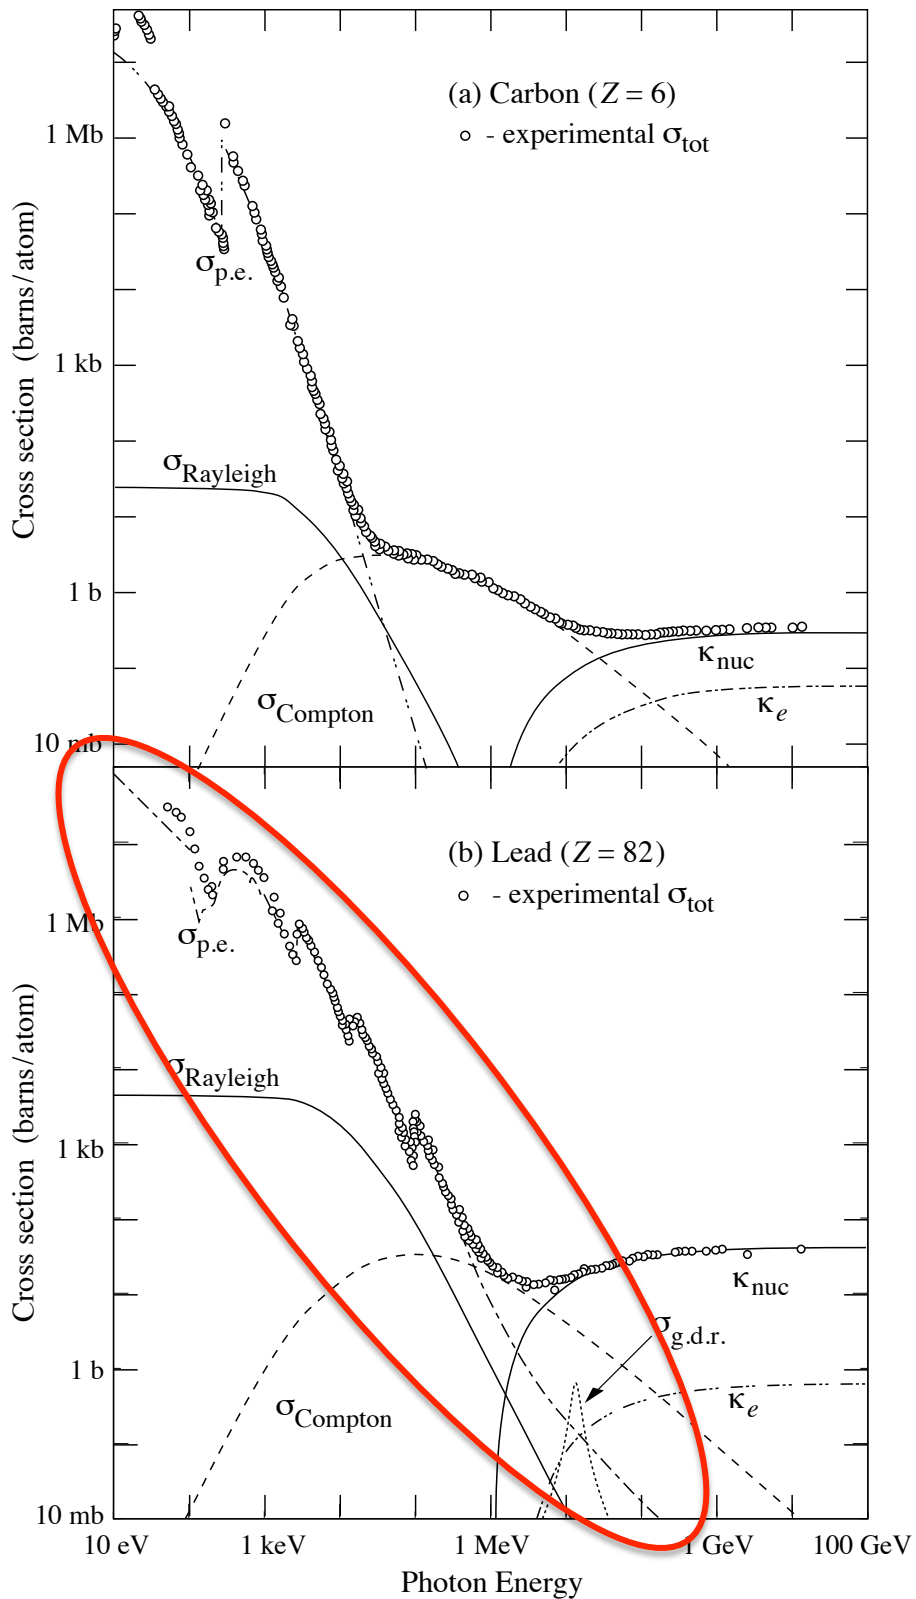 (a) Carbon (Z = 6)
- experimental σtot
1 Mb
σp.e.
Cross section (barns/atom)
1 kb
σRayleigh
1 b
κnuc
σCompton
κe
10 mb
(b) Lead (Z = 82)
- experimental σtot
1 Mb
σp.e.
Cross section (barns/atom)
σRayleigh
1 kb
κnuc
σg.d.r.
1 b
κe
σCompton
10 mb
10 eV 1 keV 1 MeV 1 GeV 100 GeV
Photon Energy